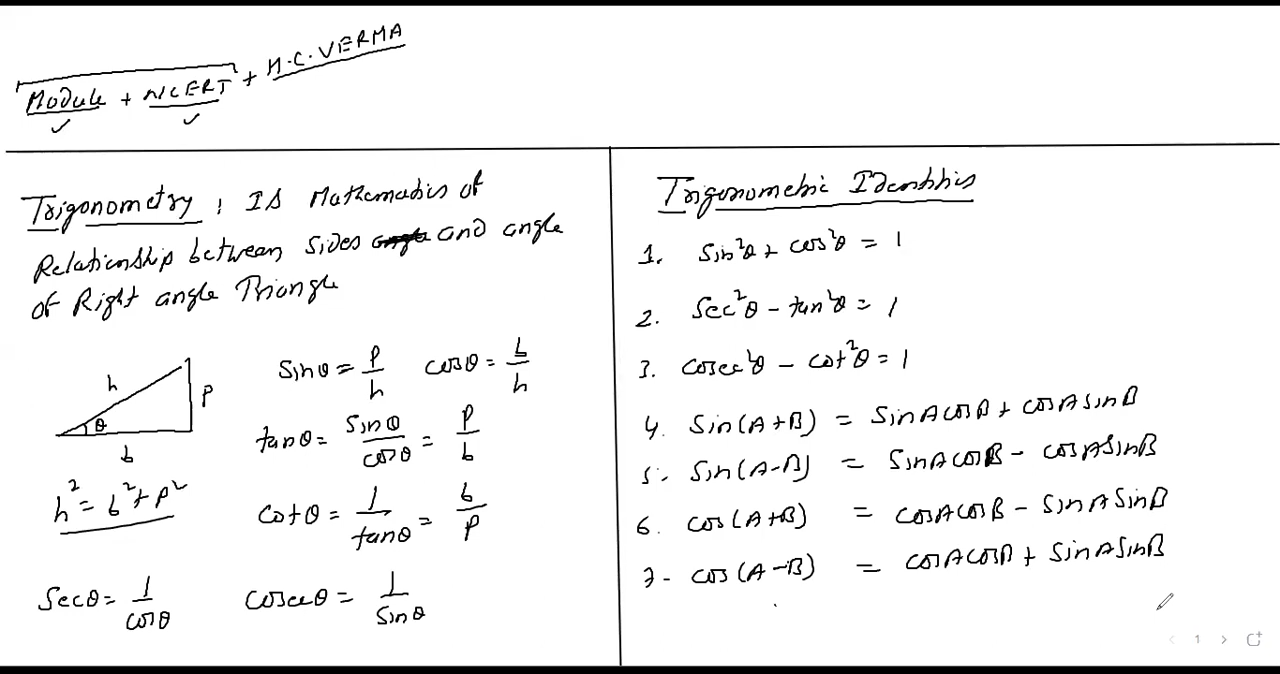 Module + NCERT + H.C.VERMA
Trigonometry : Is Mathematics of
Relationship between sides and angle
of Right angle Triangle
h
P
θ
b
h² = b² + P²
sinθ = P/h cosθ = b/h
tanθ = sinθ/cosθ = P/b
cotθ = 1/tanθ = b/P
secθ = 1/cosθ cosecθ = 1/sinθ
Trigonometric Identities
1. sin²θ + cos²θ = 1
2. sec²θ - tan²θ = 1
3. cosec²θ - cot²θ = 1
4. sin(A+B) = sinAcosB + cosAsinB
5. sin(A-B) = sinAcosB - cosAsinB
6. cos(A+B) = cosAcosB - sinAsinB
7- cos(A-B) = cosAcosB + sinAsinB
1